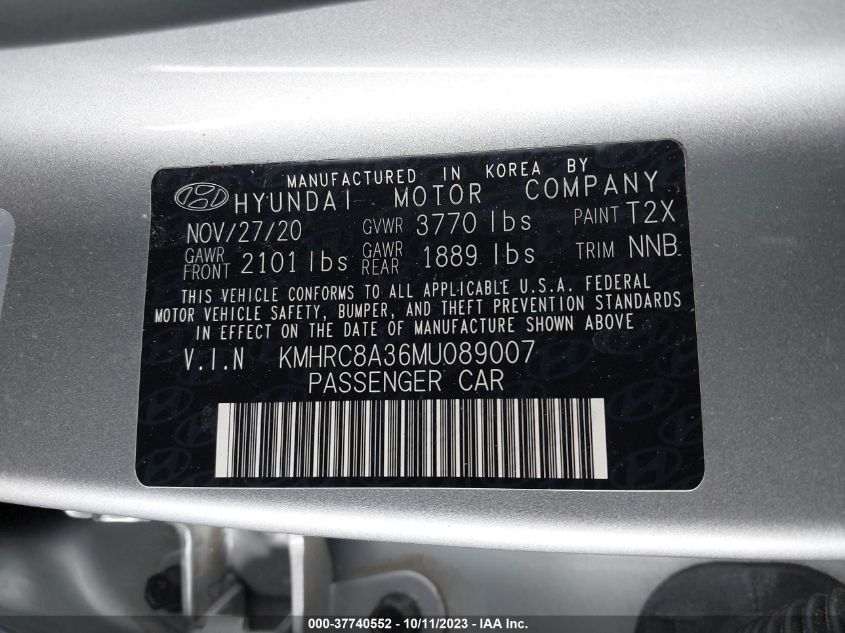 MANUFACTURED IN KOREA BY
HYUNDAI MOTOR COMPANY
NOV/27/20 GVWR 3770 lbs PAINT T2X
GAWR FRONT 2101 lbs GAWR REAR 1889 lbs TRIM NNB
THIS VEHICLE CONFORMS TO ALL APPLICABLE U.S.A. FEDERAL
MOTOR VEHICLE SAFETY, BUMPER, AND THEFT PREVENTION STANDARDS
IN EFFECT ON THE DATE OF MANUFACTURE SHOWN ABOVE
V.I.N KMHRC8A36MU089007
PASSENGER CAR
000-37740552 - 10/11/2023 - IAA Inc.